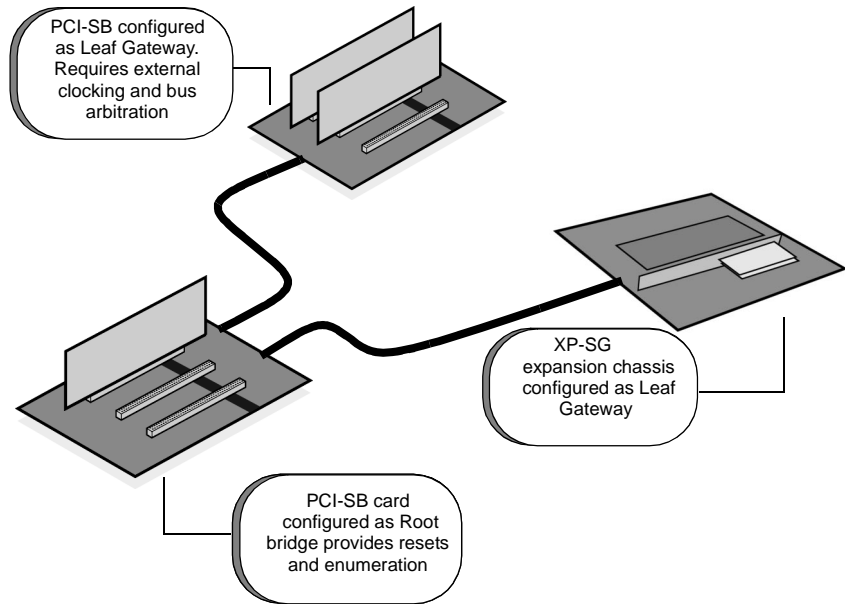 PCI-SB configured
as Leaf Gateway.
Requires external
clocking and bus
arbitration
XP-SG
expansion chassis
configured as Leaf
Gateway
PCI-SB card
configured as Root
bridge provides resets
and enumeration